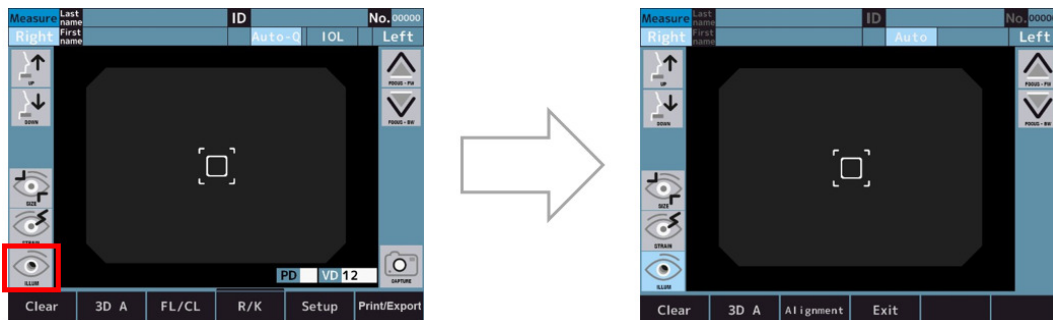 Measure Last name ID No. 00000
Right First name Auto-Q IOL Left
UP
DOWN
FOCUS - FW
FOCUS - BW
SIZE
STRAIN
ILLUM
CAPTURE
PD VD 12
Clear 3D A FL/CL R/K Setup Print/Export
Measure Last name ID No. 00000
Right First name Auto Left
UP
DOWN
FOCUS - FW
FOCUS - BW
SIZE
STRAIN
ILLUM
Clear 3D A Alignment Exit